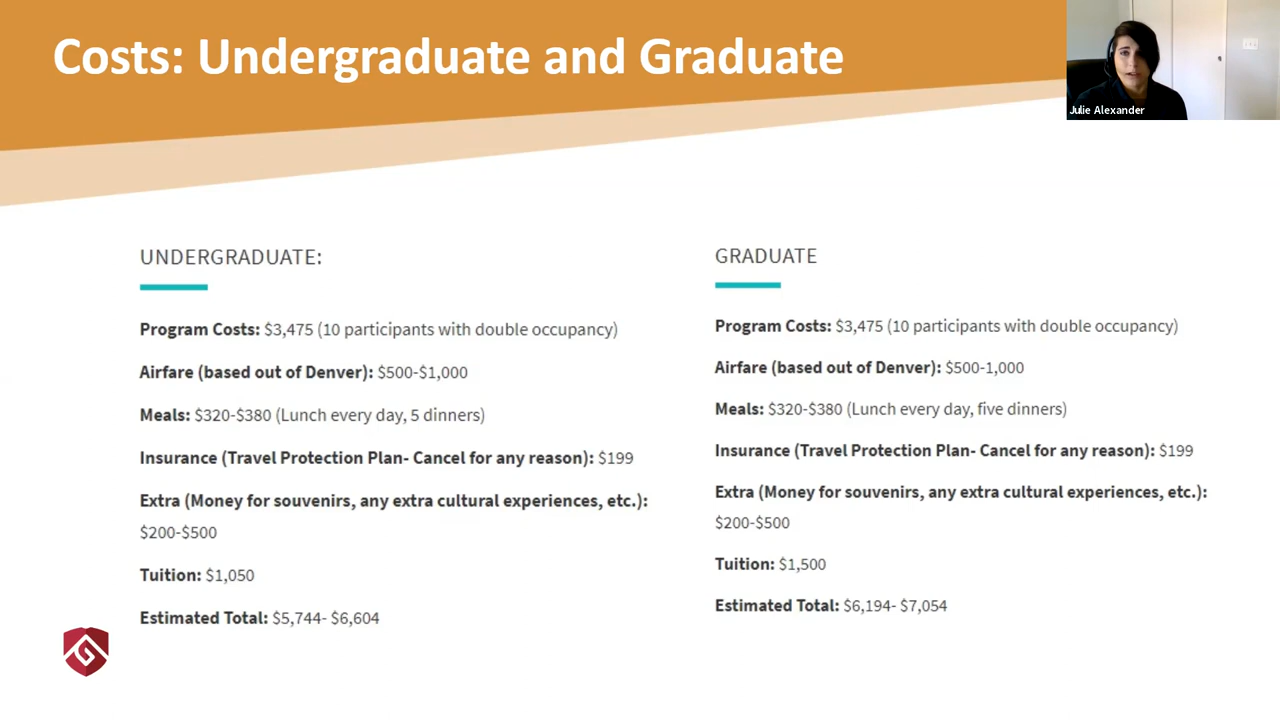 Costs: Undergraduate and Graduate
Julie Alexander
UNDERGRADUATE:
Program Costs: $3,475 (10 participants with double occupancy)
Airfare (based out of Denver): $500-$1,000
Meals: $320-$380 (Lunch every day, 5 dinners)
Insurance (Travel Protection Plan- Cancel for any reason): $199
Extra (Money for souvenirs, any extra cultural experiences, etc.):
$200-$500
Tuition: $1,050
Estimated Total: $5,744- $6,604
GRADUATE
Program Costs: $3,475 (10 participants with double occupancy)
Airfare (based out of Denver): $500-1,000
Meals: $320-$380 (Lunch every day, five dinners)
Insurance (Travel Protection Plan- Cancel for any reason): $199
Extra (Money for souvenirs, any extra cultural experiences, etc.):
$200-$500
Tuition: $1,500
Estimated Total: $6,194- $7,054